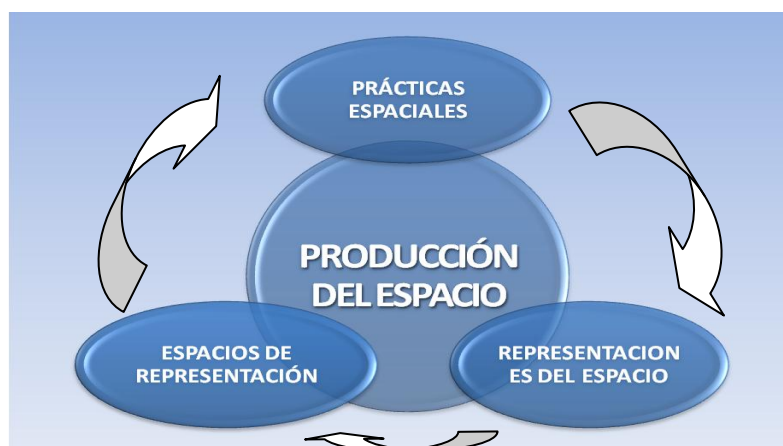 PRÁCTICAS
ESPACIALES
PRODUCCIÓN
DEL ESPACIO
ESPACIOS DE
REPRESENTACIÓN
REPRESENTACION
ES DEL ESPACIO